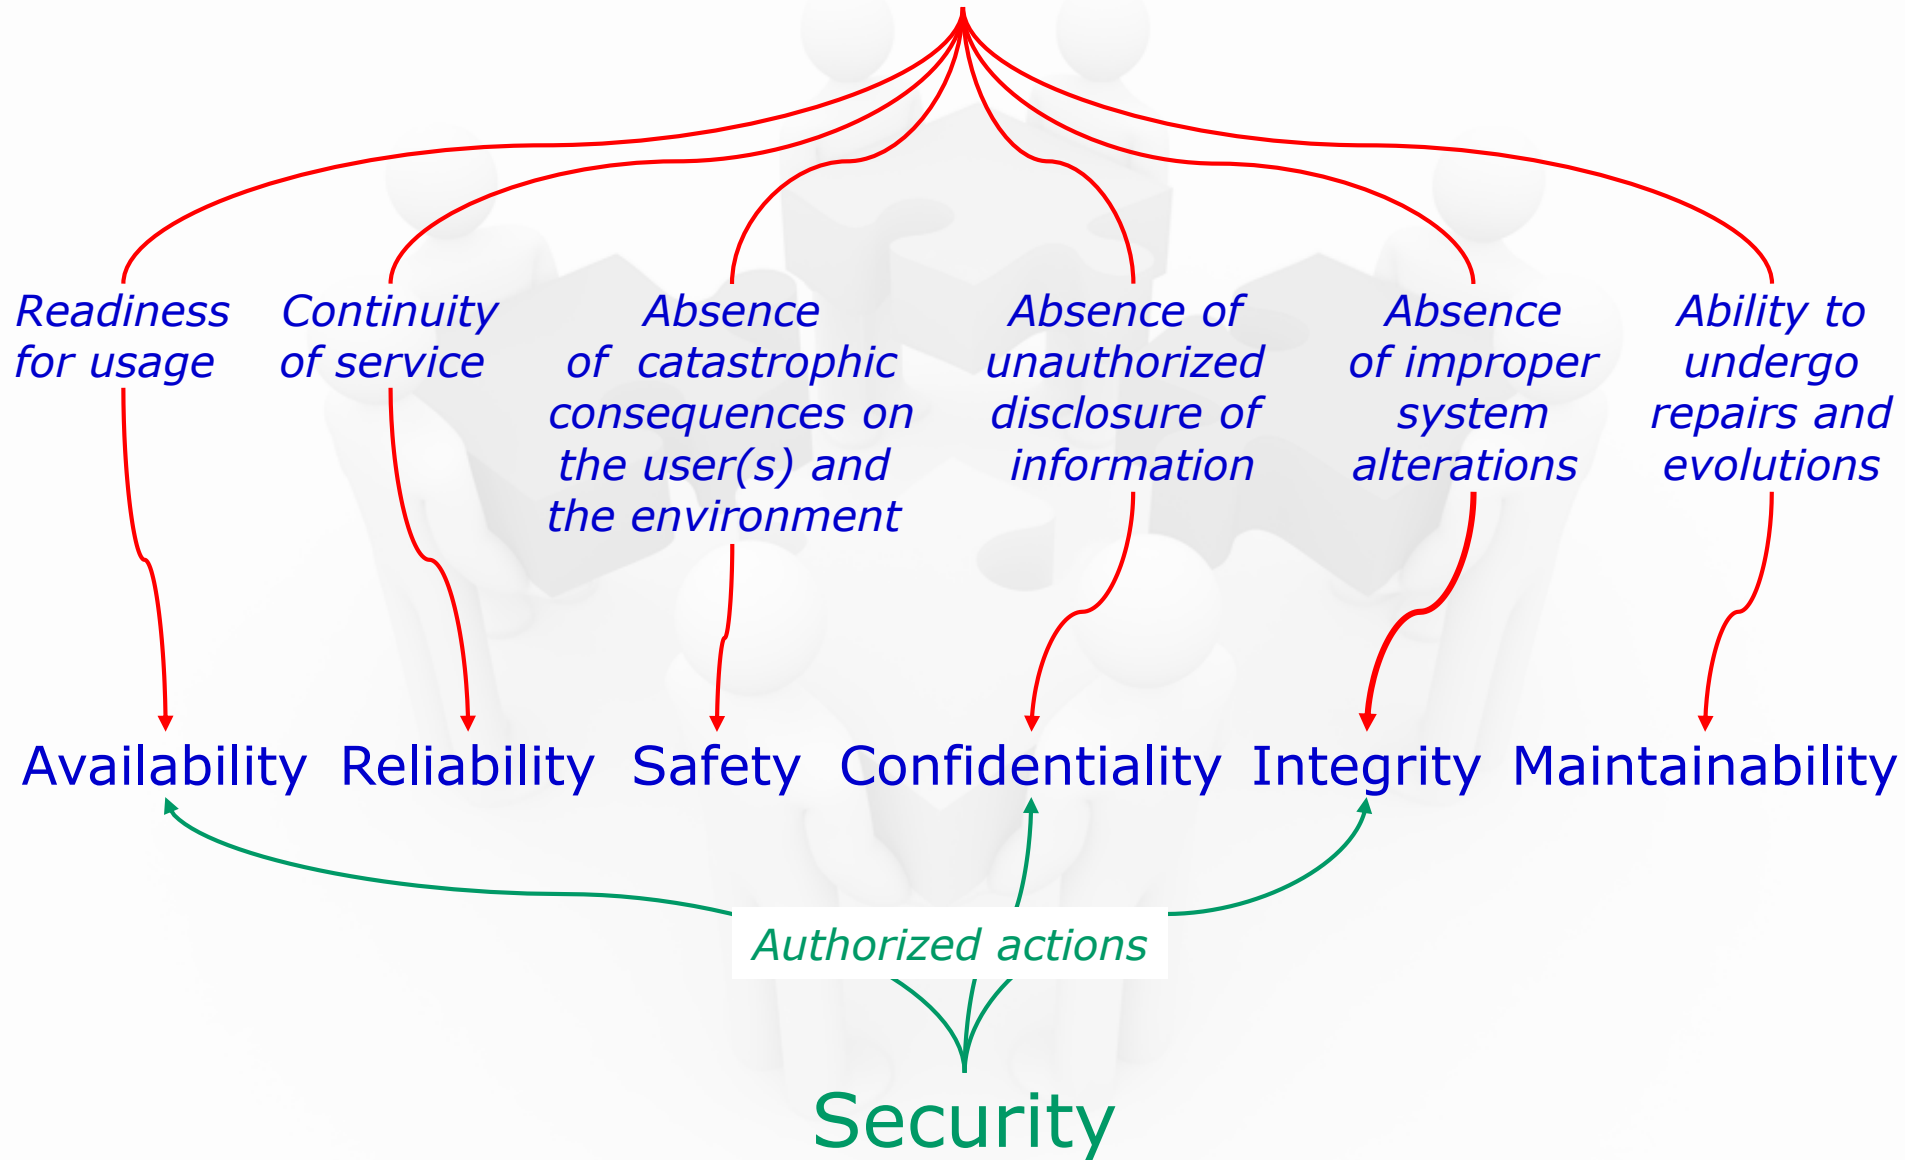 Readiness
for usage
Continuity
of service
Absence
of catastrophic
consequences on
the user(s) and
the environment
Absence of
unauthorized
disclosure of
information
Absence
of improper
system
alterations
Ability to
undergo
repairs and
evolutions
Availability
Reliability
Safety
Confidentiality
Integrity
Maintainability
Authorized actions
Security